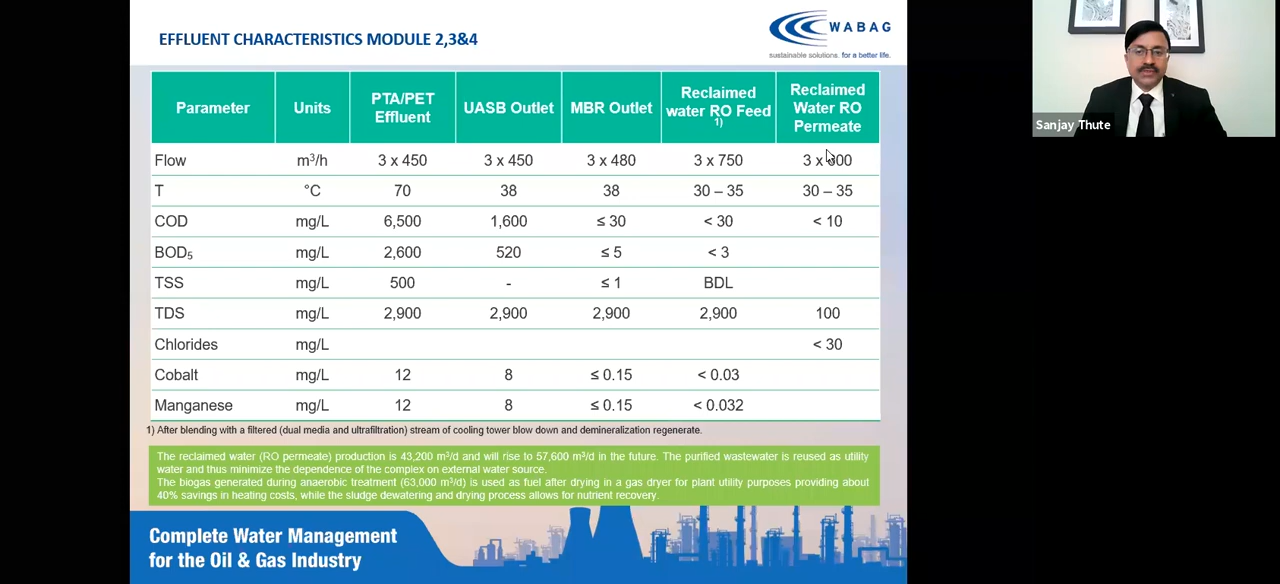 EFFLUENT CHARACTERISTICS MODULE 2,3&4
WABAG
sustainable solutions. for a better life.
Sanjay Thute
Parameter Units PTA/PET Effluent UASB Outlet MBR Outlet Reclaimed water RO Feed 1) Reclaimed Water RO Permeate
Flow m³/h 3 x 450 3 x 450 3 x 480 3 x 750 3 x 00
T °C 70 38 38 30 – 35 30 – 35
COD mg/L 6,500 1,600 ≤ 30 < 30 < 10
BOD₅ mg/L 2,600 520 ≤ 5 < 3
TSS mg/L 500 - ≤ 1 BDL
TDS mg/L 2,900 2,900 2,900 2,900 100
Chlorides mg/L < 30
Cobalt mg/L 12 8 ≤ 0.15 < 0.03
Manganese mg/L 12 8 ≤ 0.15 < 0.032
1) After blending with a filtered (dual media and ultrafiltration) stream of cooling tower blow down and demineralization regenerate.
The reclaimed water (RO permeate) production is 43,200 m³/d and will rise to 57,600 m³/d in the future. The purified wastewater is reused as utility
water and thus minimize the dependence of the complex on external water source.
The biogas generated during anaerobic treatment (63,000 m³/d) is used as fuel after drying in a gas dryer for plant utility purposes providing about
40% savings in heating costs, while the sludge dewatering and drying process allows for nutrient recovery.
Complete Water Management
for the Oil & Gas Industry